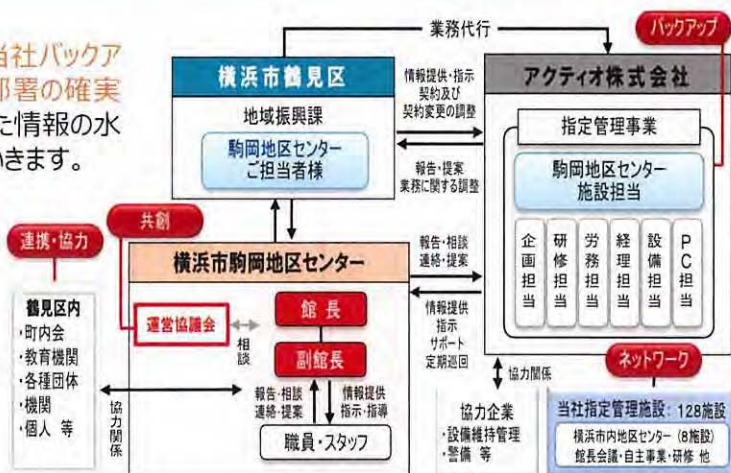 当社バックア
部署の確実
た情報の水
いきます。
業務代行
バックアップ
横浜市鶴見区
地域振興課
駒岡地区センター
ご担当者様
情報提供・指示
契約及び
契約変更の調整
報告・提案
業務に関する調整
アクティオ株式会社
指定管理事業
駒岡地区センター
施設担当
企画担当
研修担当
労務担当
経理担当
設備担当
PC担当
連携・協力
共創
鶴見区内
・町内会
・教育機関
・各種団体
・機関
・個人 等
協力関係
横浜市駒岡地区センター
運営協議会
相談
館長
副館長
報告・相談
連絡・提案
情報提供
指示・指導
職員・スタッフ
報告・相談
連絡・提案
情報提供
指示
サポート
定期巡回
協力関係
協力企業
・設備維持管理
・警備 等
ネットワーク
当社指定管理施設: 128施設
横浜市内地区センター (8施設)
館長会議・自主事業・研修 他